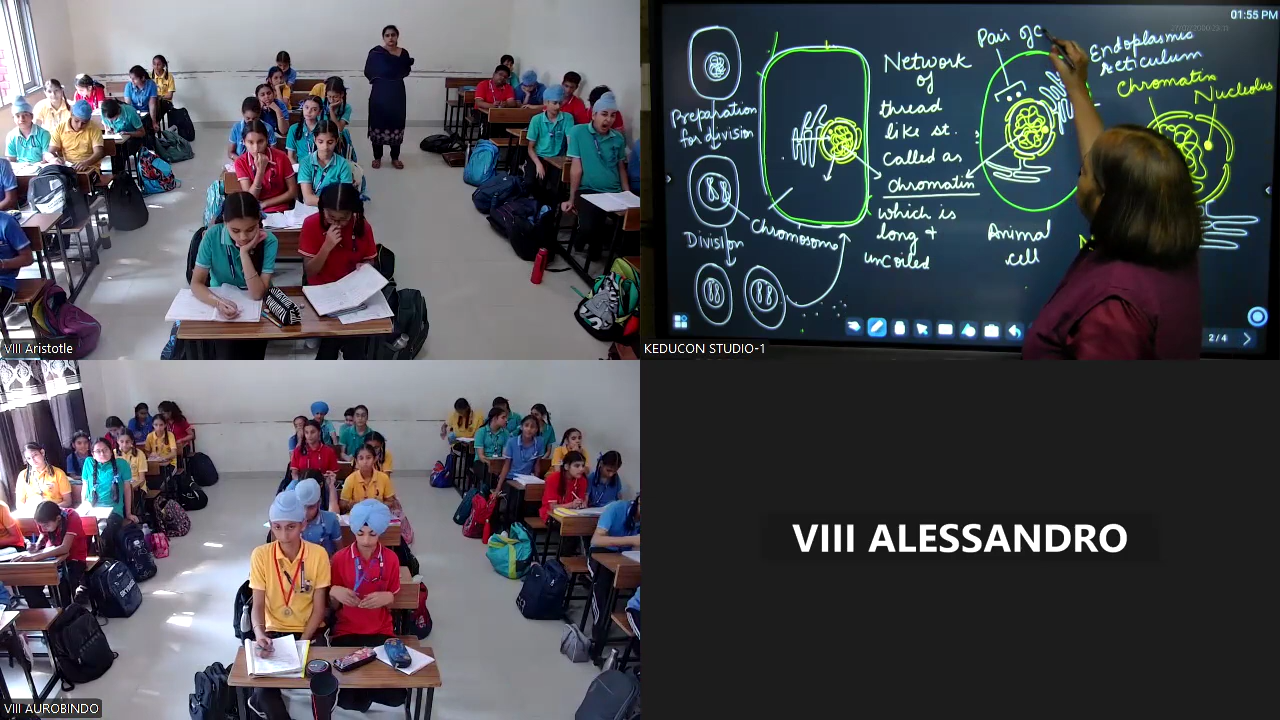 VIII Aristotle
01:55 PM
Preparation
for division
Division
Chromosome
Network
of
thread
like st.
called as
chromatin
which is
long +
uncoiled
Pair of c
Endoplasmic
reticulum
Chromatin
Nucleolus
Animal
cell
2/4
KEDUCON STUDIO-1
VIII AUROBINDO
VIII ALESSANDRO